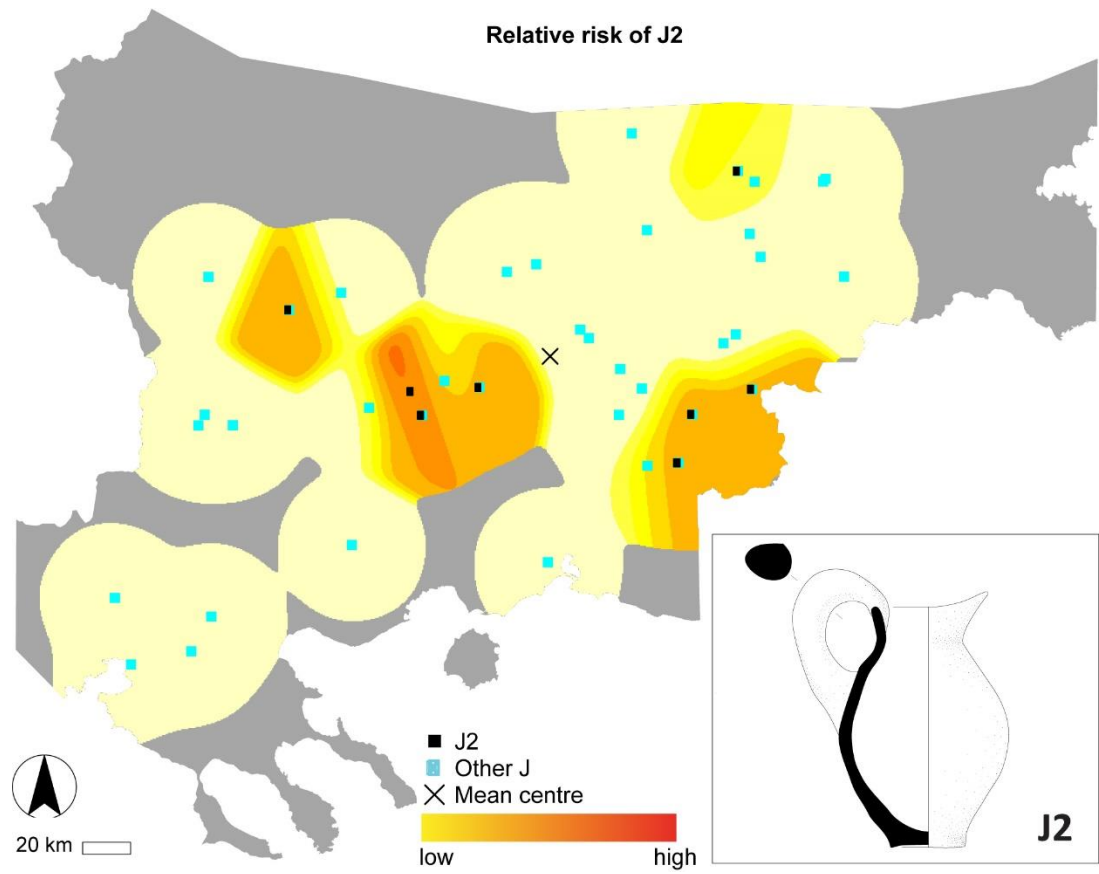 Relative risk of J2
J2
Other J
Mean centre
20 km
low high
J2